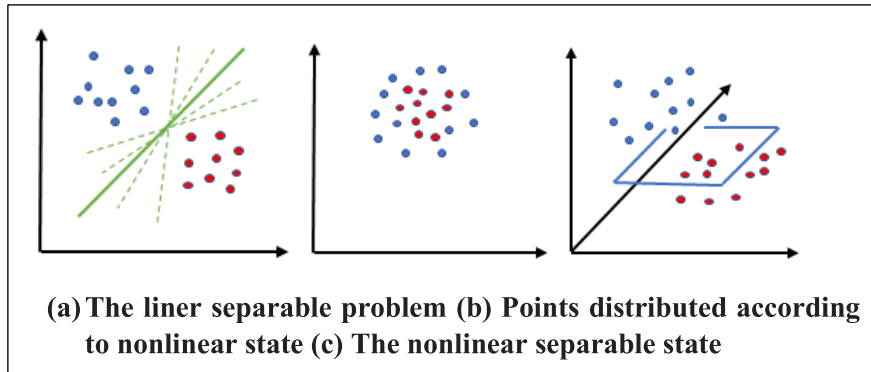 (a) The liner separable problem (b) Points distributed according
to nonlinear state (c) The nonlinear separable state